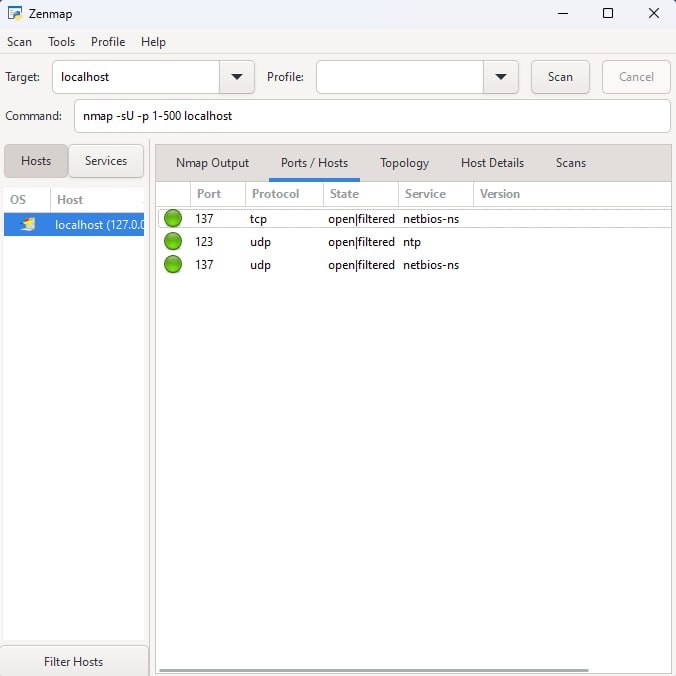 Zenmap
Scan Tools Profile Help
Target: localhost Profile: Scan Cancel
Command: nmap -sU -p 1-500 localhost
Hosts Services Nmap Output Ports / Hosts Topology Host Details Scans
OS Host Port Protocol State Service Version
localhost (127.0.0 137 tcp open|filtered netbios-ns
123 udp open|filtered ntp
137 udp open|filtered netbios-ns
Filter Hosts